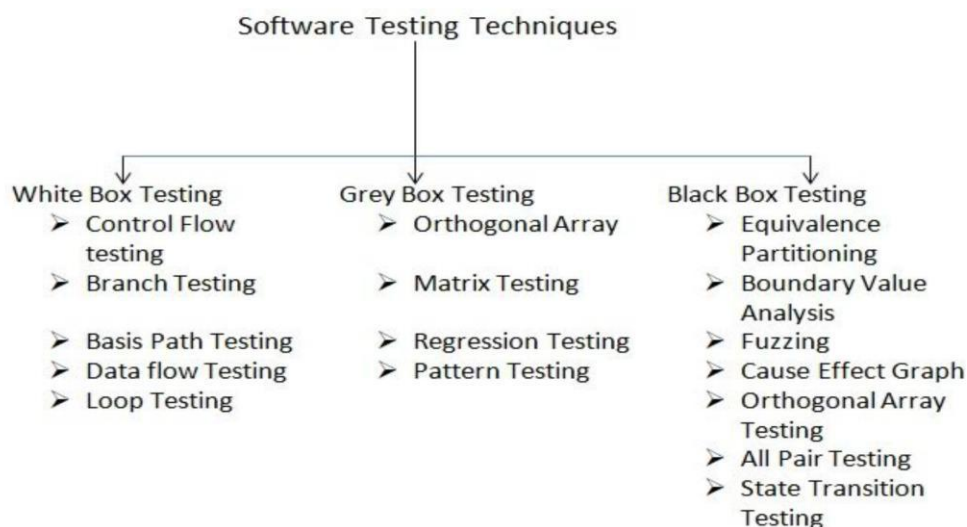 Software Testing Techniques
White Box Testing
Control Flow
testing
Branch Testing
Basis Path Testing
Data flow Testing
Loop Testing
Grey Box Testing
Orthogonal Array
Matrix Testing
Regression Testing
Pattern Testing
Black Box Testing
Equivalence
Partitioning
Boundary Value
Analysis
Fuzzing
Cause Effect Graph
Orthogonal Array
Testing
All Pair Testing
State Transition
Testing